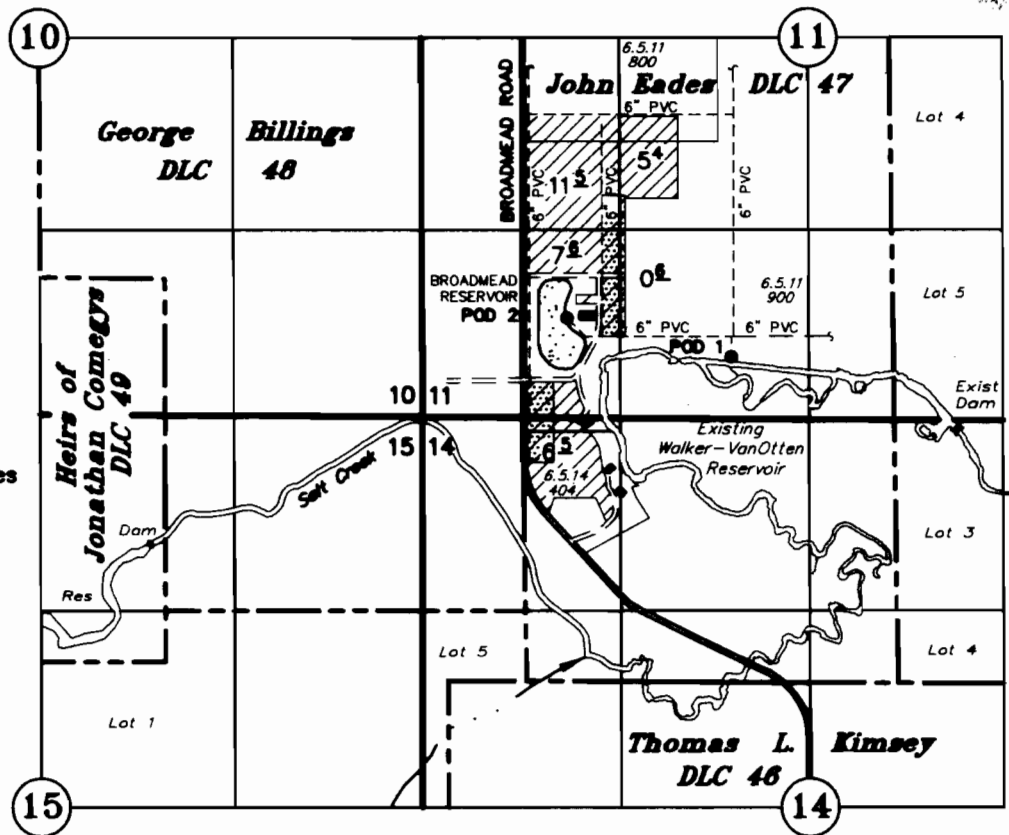 10
11
6.5.11
800
John Eades DLC 47
6" PVC
Lot 4
George Billings
DLC 48
BROADMEAD ROAD
5⁴
11⁵
6" PVC
6" PVC
6" PVC
7⁶
0⁶
BROADMEAD
RESERVOIR
POD 2
6.5.11
900
Lot 5
6" PVC
6" PVC
POD 1
Heirs of
Jonathan Comegys
DLC 49
10 11
15 14
Exist
Dam
Existing
Walker-VanOtten
Reservoir
6⁵
6.5.14
404
es
Salt Creek
Dam
Lot 3
Res
Lot 5
Lot 4
Lot 1
Thomas L. Kimsey
DLC 46
15
14